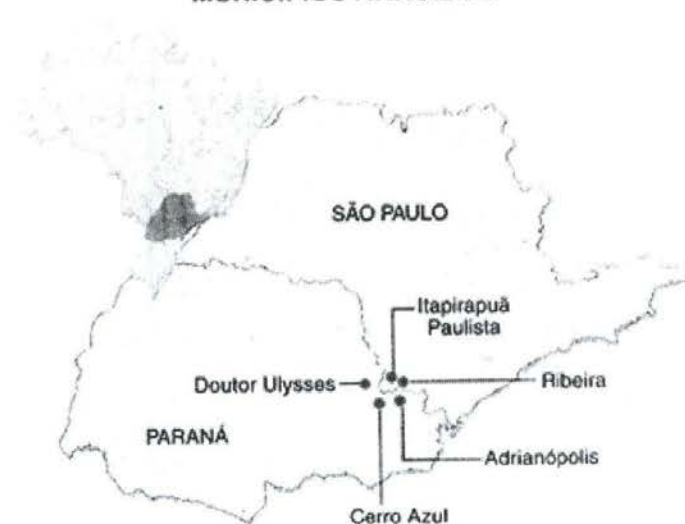 SÃO PAULO
Itapirapuã
Paulista
Doutor Ulysses
Ribeira
PARANÁ
Adrianópolis
Cerro Azul